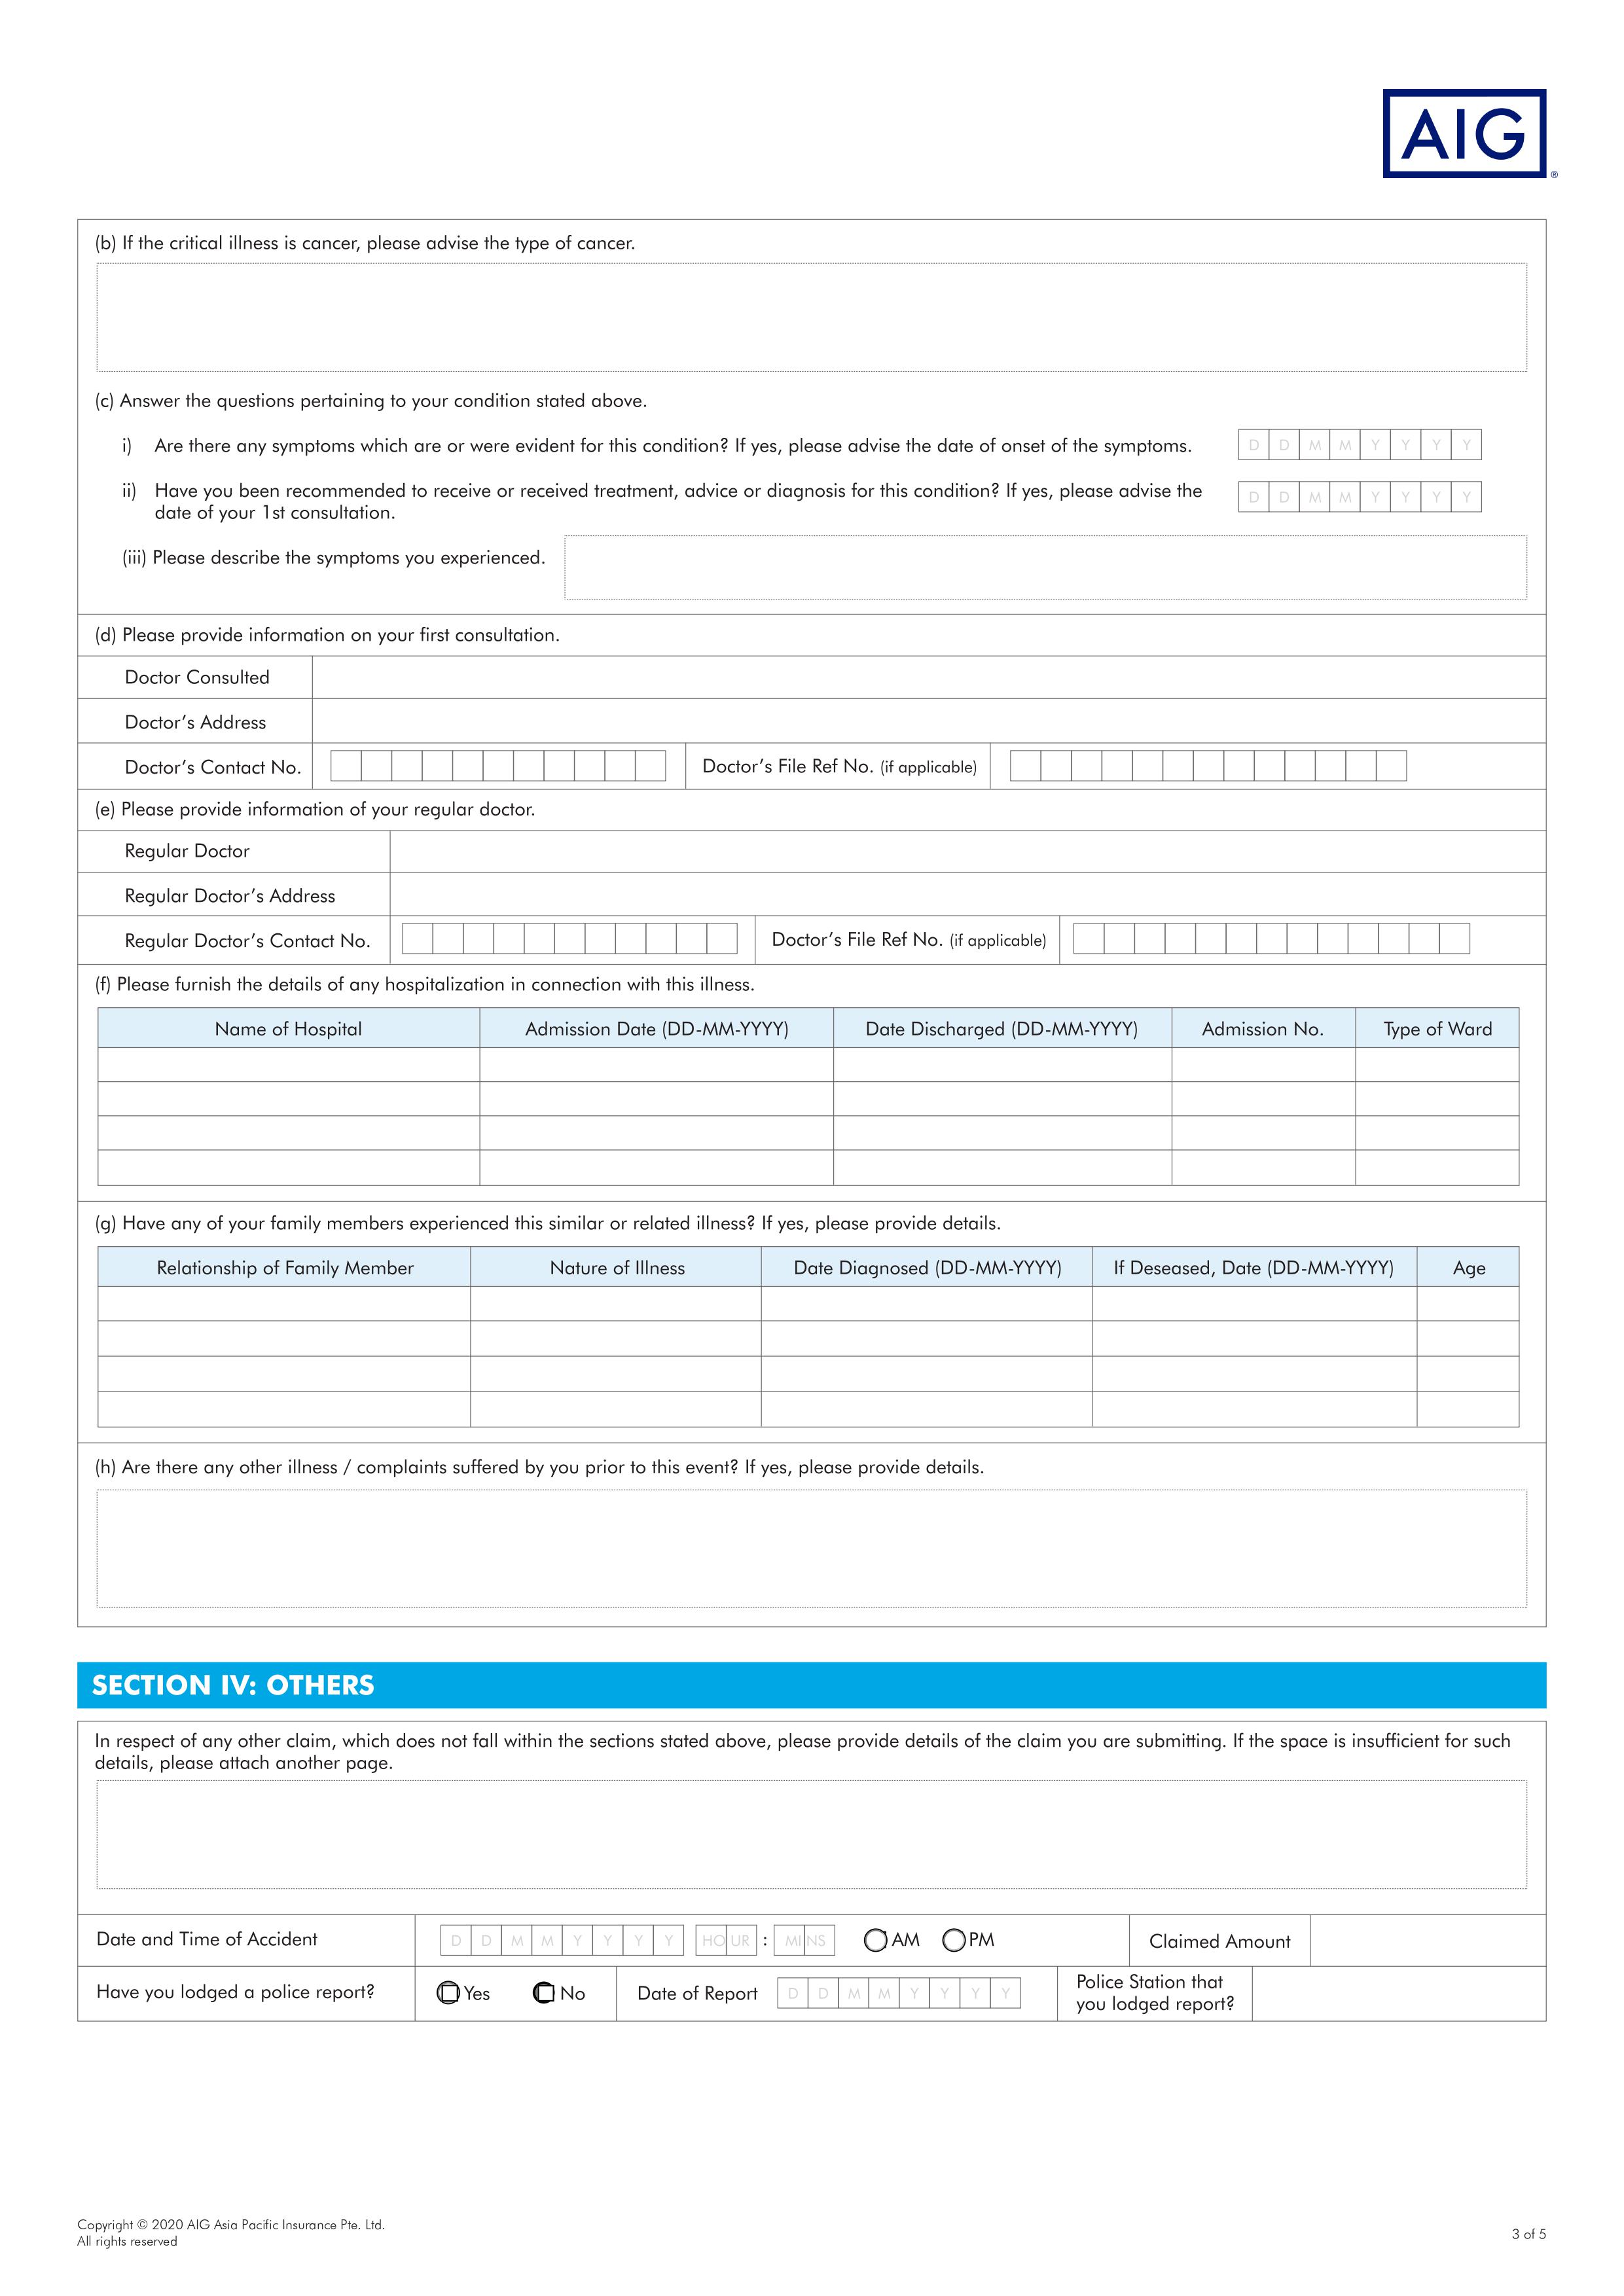 AIG
®
(b) If the critical illness is cancer, please advise the type of cancer.
(c) Answer the questions pertaining to your condition stated above.
i) Are there any symptoms which are or were evident for this condition? If yes, please advise the date of onset of the symptoms.
D D M M Y Y Y Y
ii) Have you been recommended to receive or received treatment, advice or diagnosis for this condition? If yes, please advise the
date of your 1st consultation.
D D M M Y Y Y Y
(iii) Please describe the symptoms you experienced.
(d) Please provide information on your first consultation.
Doctor Consulted
Doctor's Address
Doctor's Contact No.
Doctor's File Ref No. (if applicable)
(e) Please provide information of your regular doctor.
Regular Doctor
Regular Doctor's Address
Regular Doctor's Contact No.
Doctor's File Ref No. (if applicable)
(f) Please furnish the details of any hospitalization in connection with this illness.
Name of Hospital
Admission Date (DD-MM-YYYY)
Date Discharged (DD-MM-YYYY)
Admission No.
Type of Ward
(g) Have any of your family members experienced this similar or related illness? If yes, please provide details.
Relationship of Family Member
Nature of Illness
Date Diagnosed (DD-MM-YYYY)
If Deseased, Date (DD-MM-YYYY)
Age
(h) Are there any other illness / complaints suffered by you prior to this event? If yes, please provide details.
SECTION IV: OTHERS
In respect of any other claim, which does not fall within the sections stated above, please provide details of the claim you are submitting. If the space is insufficient for such
details, please attach another page.
Date and Time of Accident
D D M M Y Y Y Y HOUR : MINS
AM
PM
Claimed Amount
Have you lodged a police report?
Yes
No
Date of Report
D D M M Y Y Y Y
Police Station that
you lodged report?
Copyright © 2020 AIG Asia Pacific Insurance Pte. Ltd.
All rights reserved
3 of 5